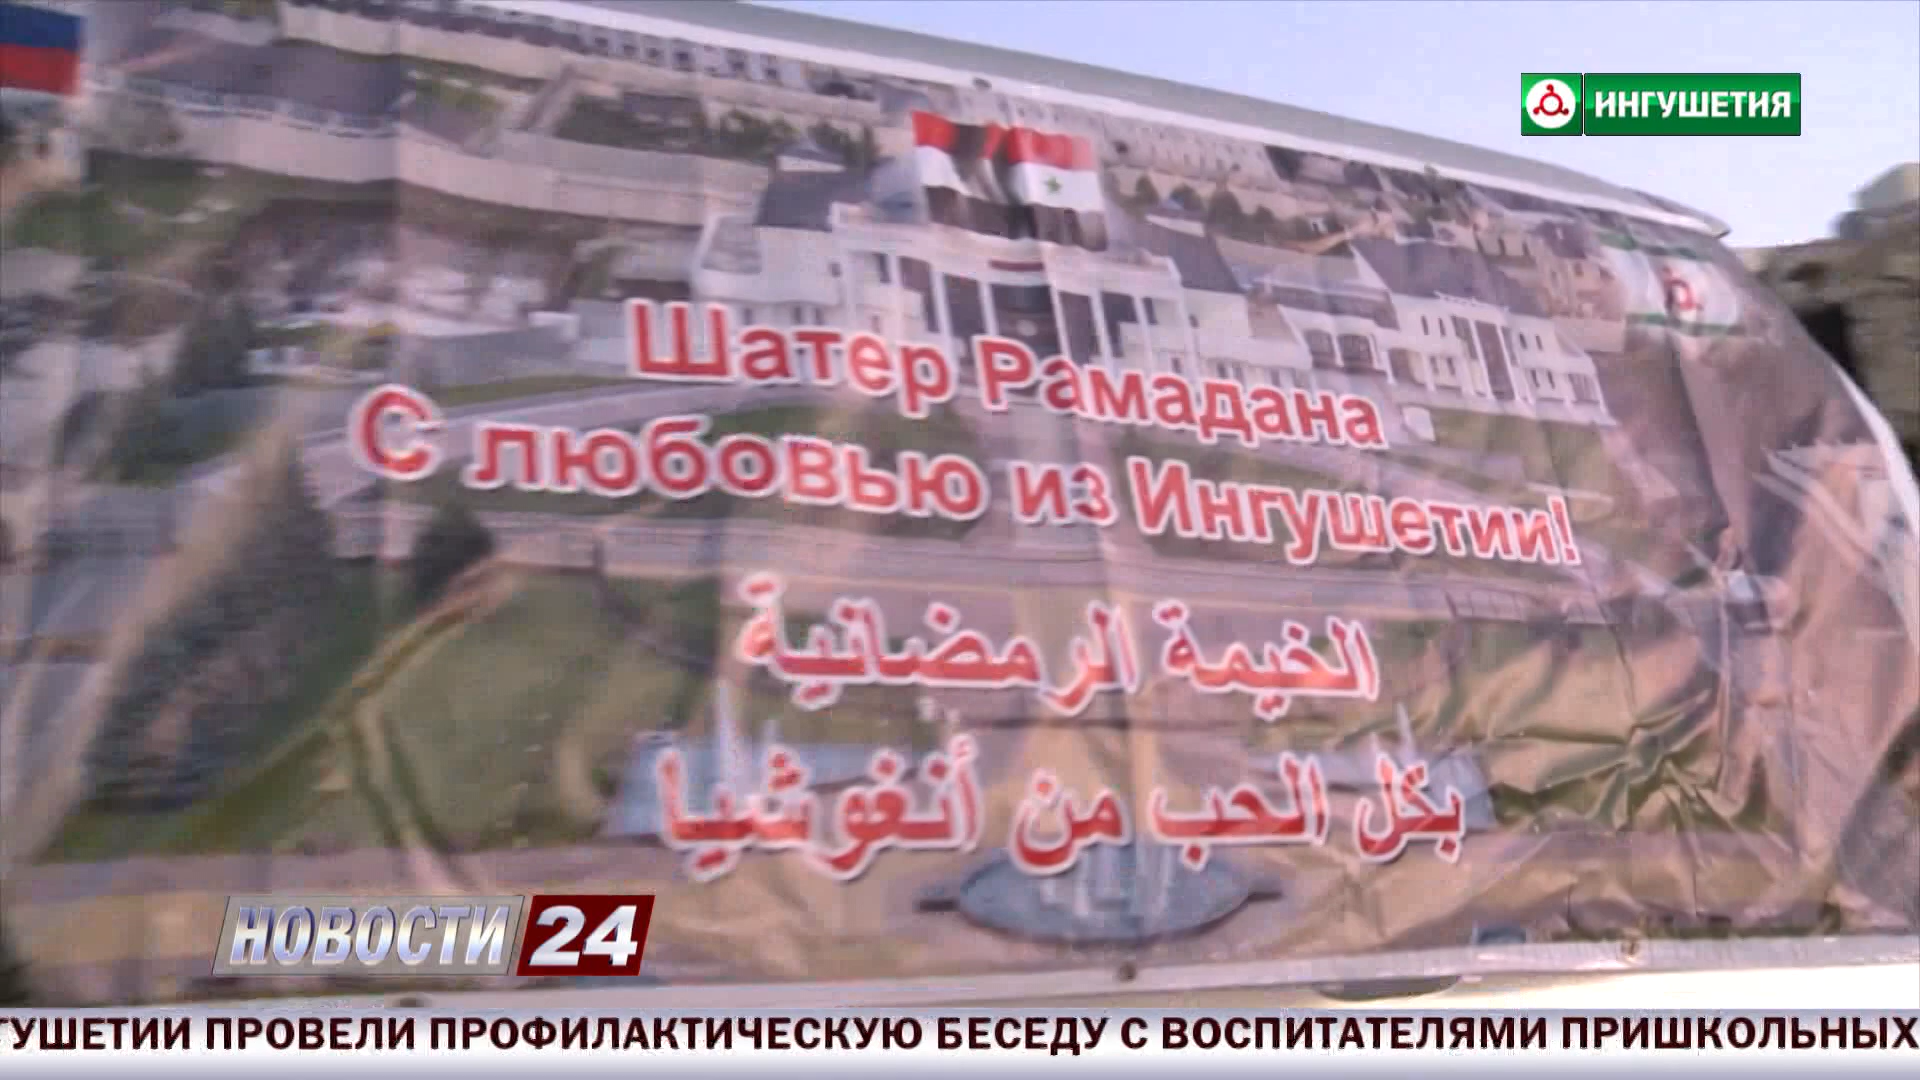 ИНГУШЕТИЯ
Шатер Рамадана
С любовью из Ингушетии!
الخيمة الرمضانية
بكل الحب من أنغوشيا
НОВОСТИ 24
ГУШЕТИИ ПРОВЕЛИ ПРОФИЛАКТИЧЕСКУЮ БЕСЕДУ С ВОСПИТАТЕЛЯМИ ПРИШКОЛЬНЫХ